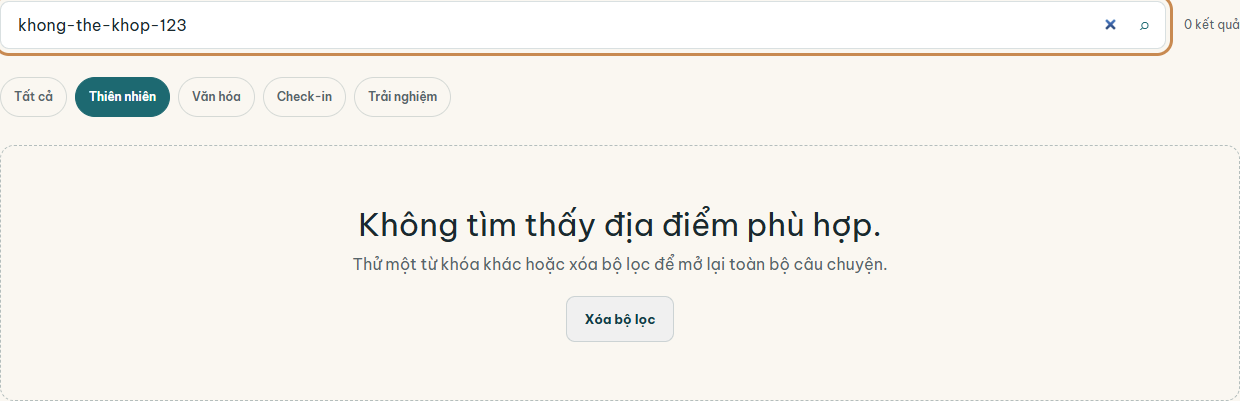 khong-the-khop-123
0 kết quả
Tất cả Thiên nhiên Văn hóa Check-in Trải nghiệm
Không tìm thấy địa điểm phù hợp.
Thử một từ khóa khác hoặc xóa bộ lọc để mở lại toàn bộ câu chuyện.
Xóa bộ lọc